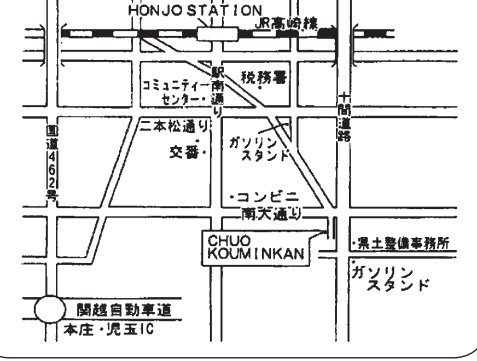 HONJO STATION
JR高崎線
コミュニティー
センター・
駅南通り
税務署
十間道路
二本松通り
国道462号
交番・
ガソリン
スタンド
・コンビニ
南大通り
CHUO
KOUMINKAN
・県土整備事務所
ガソリン
スタンド
関越自動車道
本庄・児玉IC